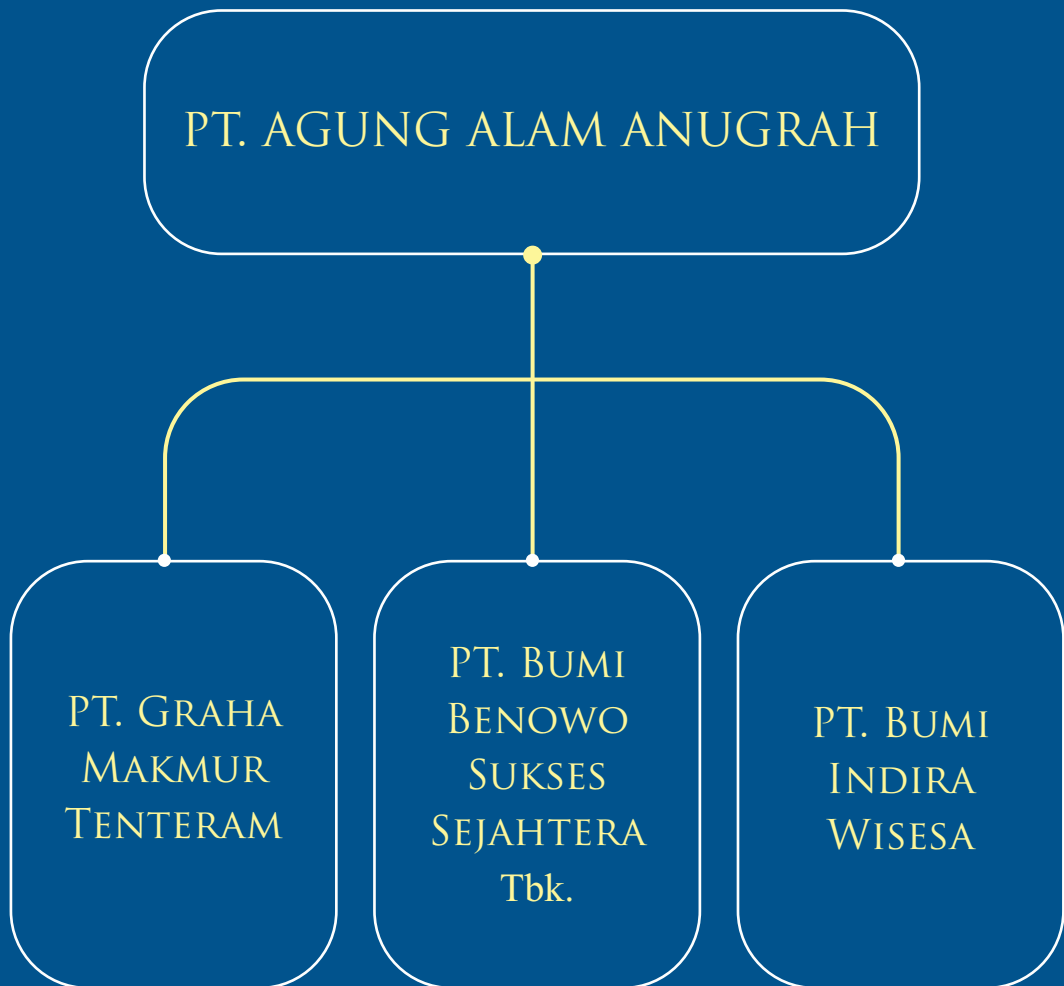 PT. AGUNG ALAM ANUGRAH
PT. Graha
Makmur
Tenteram
PT. Bumi
Benowo
Sukses
Sejahtera
Tbk.
PT. Bumi
Indira
Wisesa